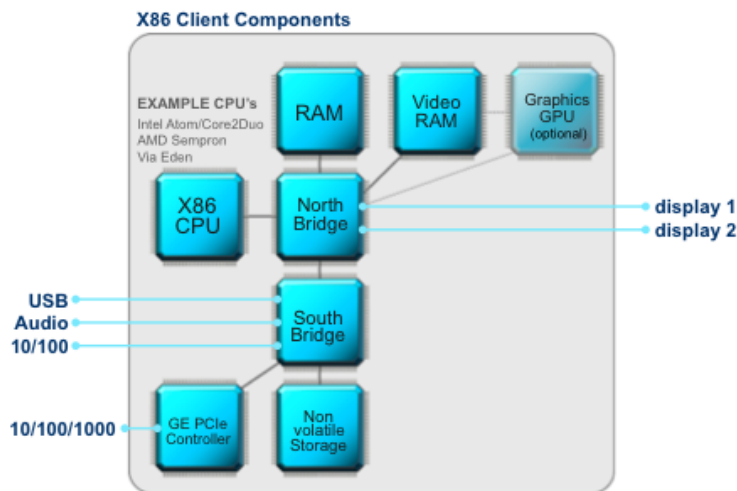 X86 Client Components
EXAMPLE CPU's
Intel Atom/Core2Duo
AMD Sempron
Via Eden
RAM
Video
RAM
Graphics
GPU
(optional)
X86
CPU
North
Bridge
display 1
display 2
USB
Audio
10/100
South
Bridge
10/100/1000
GE PCIe
Controller
Non
volatile
Storage